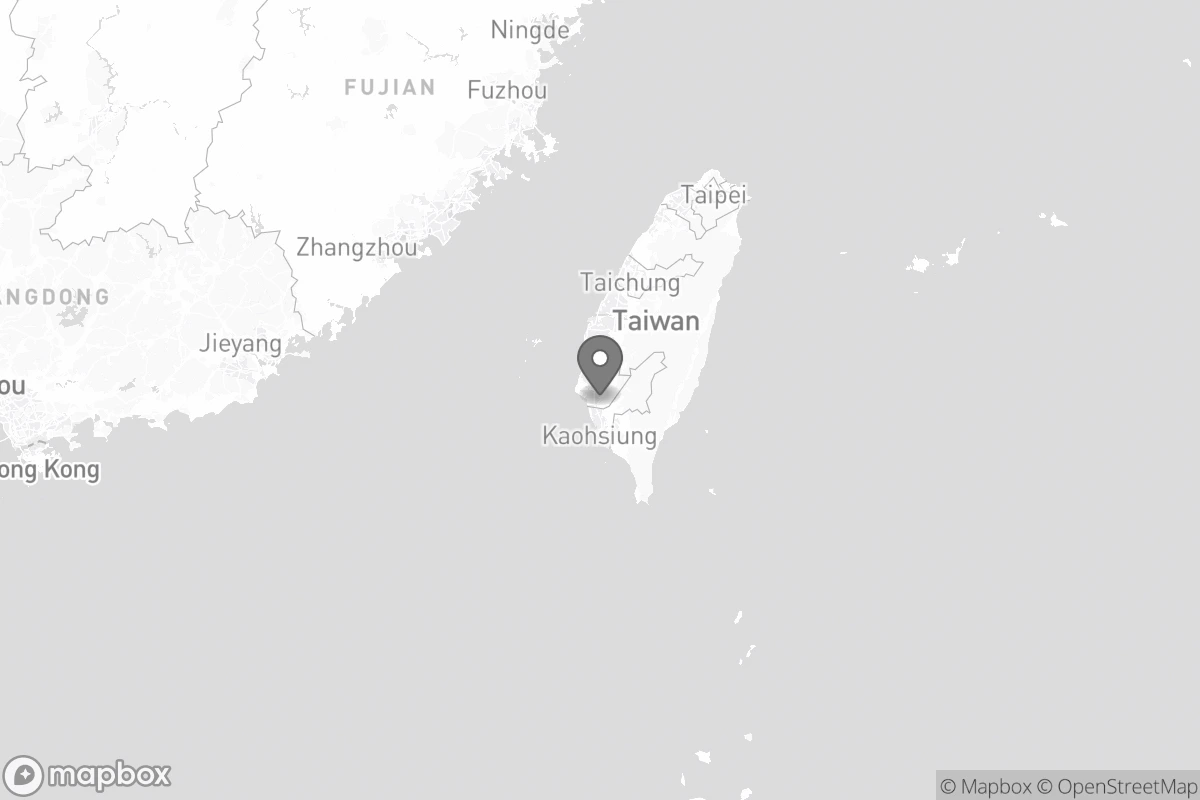 Ningde
FUJIAN
Fuzhou
Taipei
Zhangzhou
Taichung
ANGDONG
Taiwan
Jieyang
ou
Kaohsiung
ong Kong
mapbox
© Mapbox © OpenStreetMap